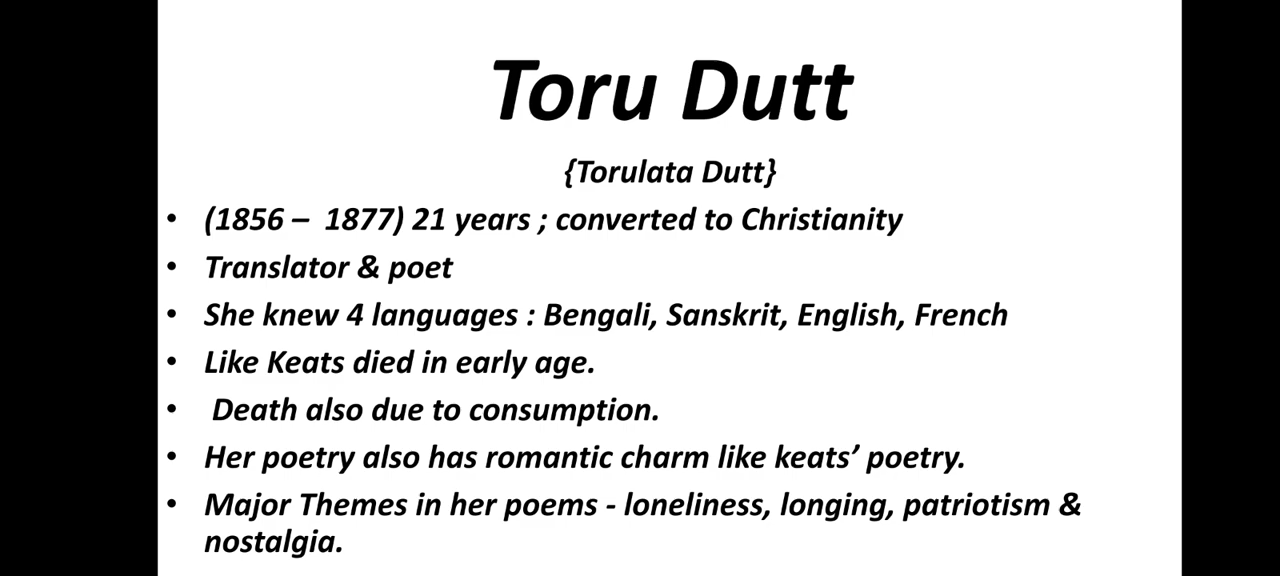 Toru Dutt
{Torulata Dutt}
• (1856 – 1877) 21 years ; converted to Christianity
• Translator & poet
• She knew 4 languages : Bengali, Sanskrit, English, French
• Like Keats died in early age.
• Death also due to consumption.
• Her poetry also has romantic charm like keats’ poetry.
• Major Themes in her poems - loneliness, longing, patriotism &
nostalgia.